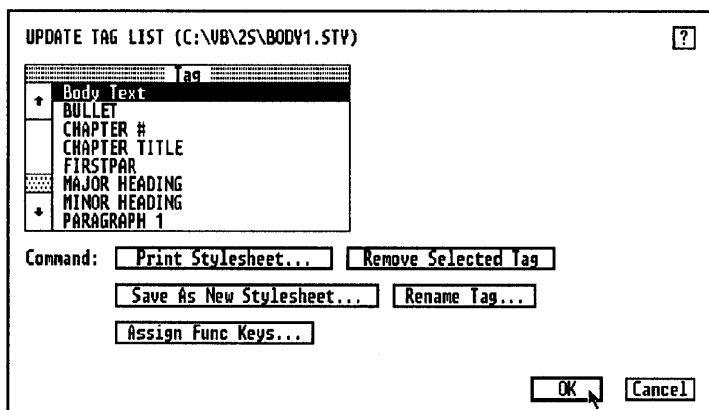 UPDATE TAG LIST (C:\VB\2S\BODY1.STY) ?
Tag
Body Text
BULLET
CHAPTER #
CHAPTER TITLE
FIRSTPAR
MAJOR HEADING
MINOR HEADING
PARAGRAPH 1
Command: Print Stylesheet... Remove Selected Tag
Save As New Stylesheet... Rename Tag...
Assign Func Keys...
OK Cancel